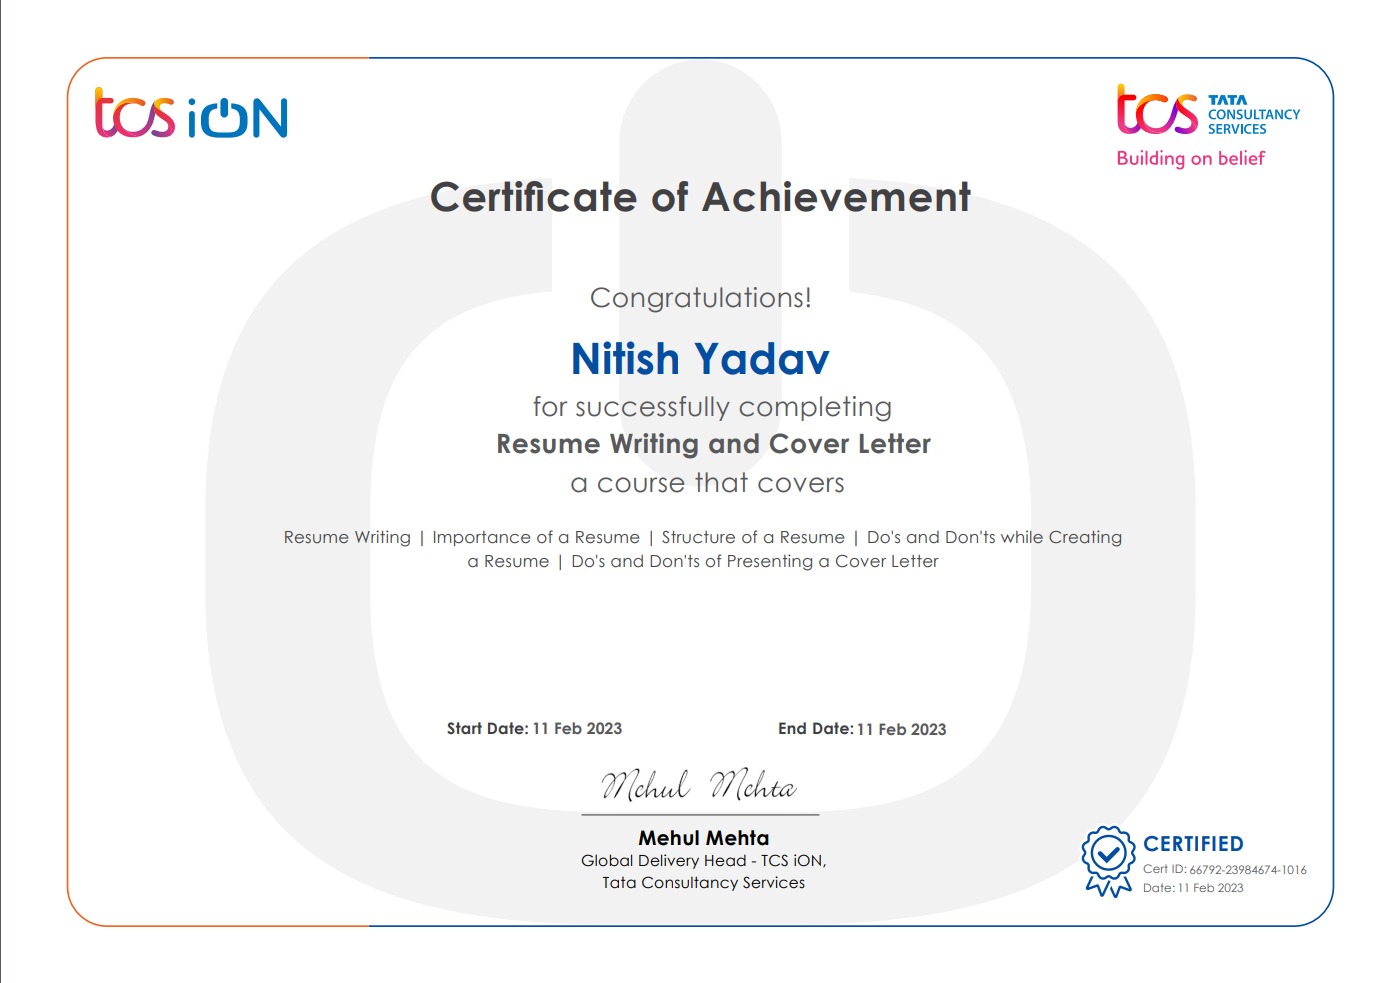 tcs iON
tcs TATA
CONSULTANCY
SERVICES
Building on belief
Certificate of Achievement
Congratulations!
Nitish Yadav
for successfully completing
Resume Writing and Cover Letter
a course that covers
Resume Writing | Importance of a Resume | Structure of a Resume | Do's and Don'ts while Creating
a Resume | Do's and Don'ts of Presenting a Cover Letter
Start Date: 11 Feb 2023 End Date: 11 Feb 2023
Mehul Mehta
Mehul Mehta
Global Delivery Head - TCS iON,
Tata Consultancy Services
CERTIFIED
Cert ID: 66792-23984674-1016
Date: 11 Feb 2023